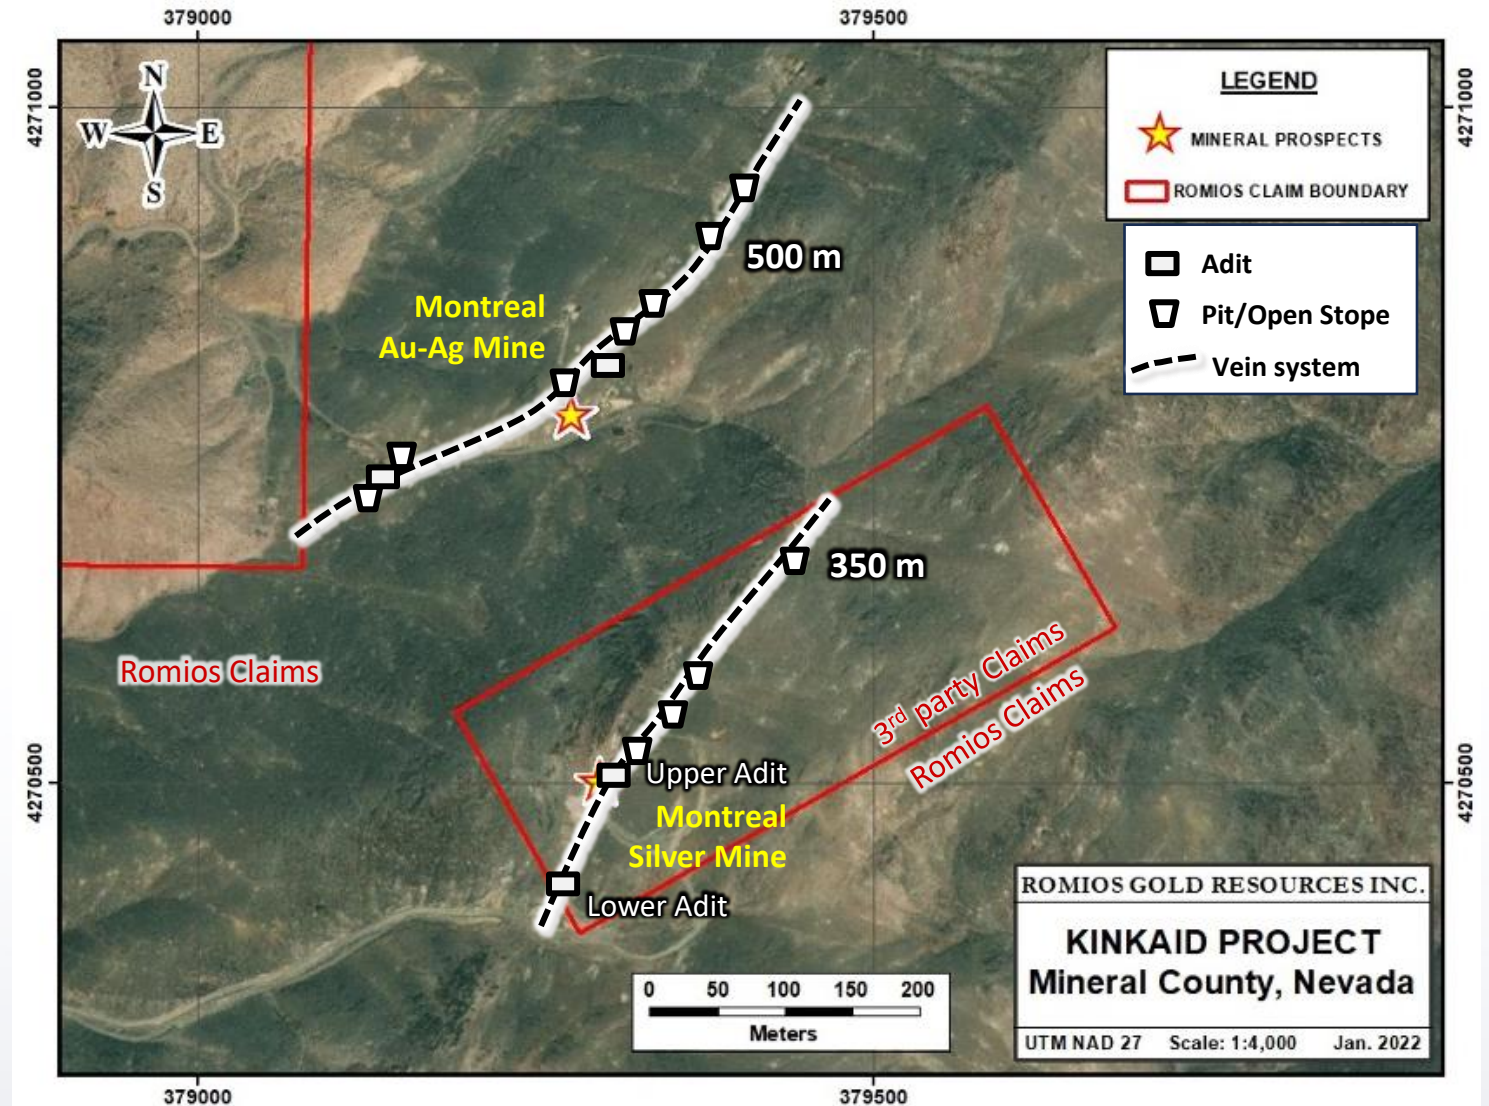 379000
379500
4271000
4271000
N
W
E
S
LEGEND
MINERAL PROSPECTS
ROMIOS CLAIM BOUNDARY
Adit
Pit/Open Stope
Vein system
500 m
Montreal
Au-Ag Mine
350 m
Romios Claims
3rd party Claims
Romios Claims
4270500
4270500
Upper Adit
Montreal
Silver Mine
Lower Adit
0 50 100 150 200
Meters
ROMIOS GOLD RESOURCES INC.
KINKAID PROJECT
Mineral County, Nevada
UTM NAD 27 Scale: 1:4,000 Jan. 2022
379000
379500